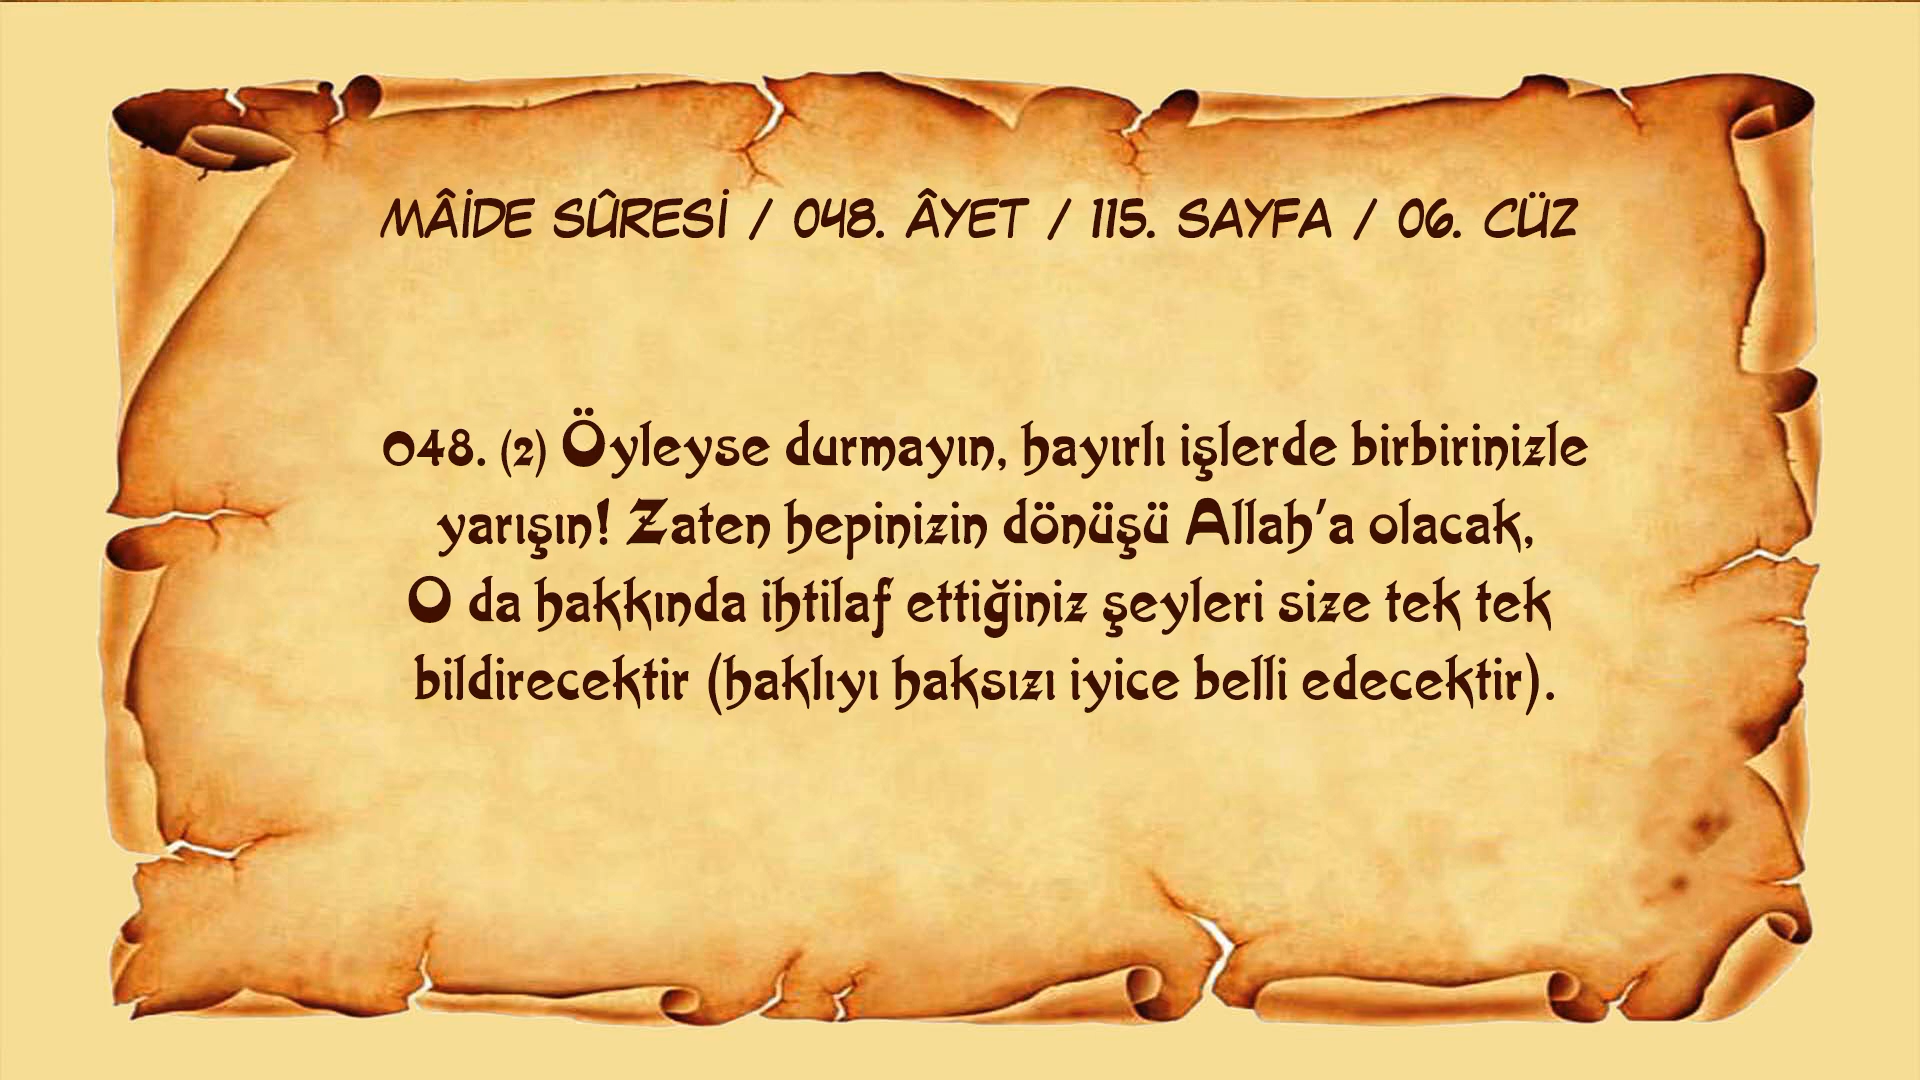 MÂİDE SÛRESİ / 048. ÂYET / 115. SAYFA / 06. CÜZ
048. (2) Öyleyse durmayın, hayırlı işlerde birbirinizle
yarışın! Zaten hepinizin dönüşü Allah'a olacak,
O da hakkında ihtilaf ettiğiniz şeyleri size tek tek
bildirecektir (haklıyı haksızı iyice belli edecektir).